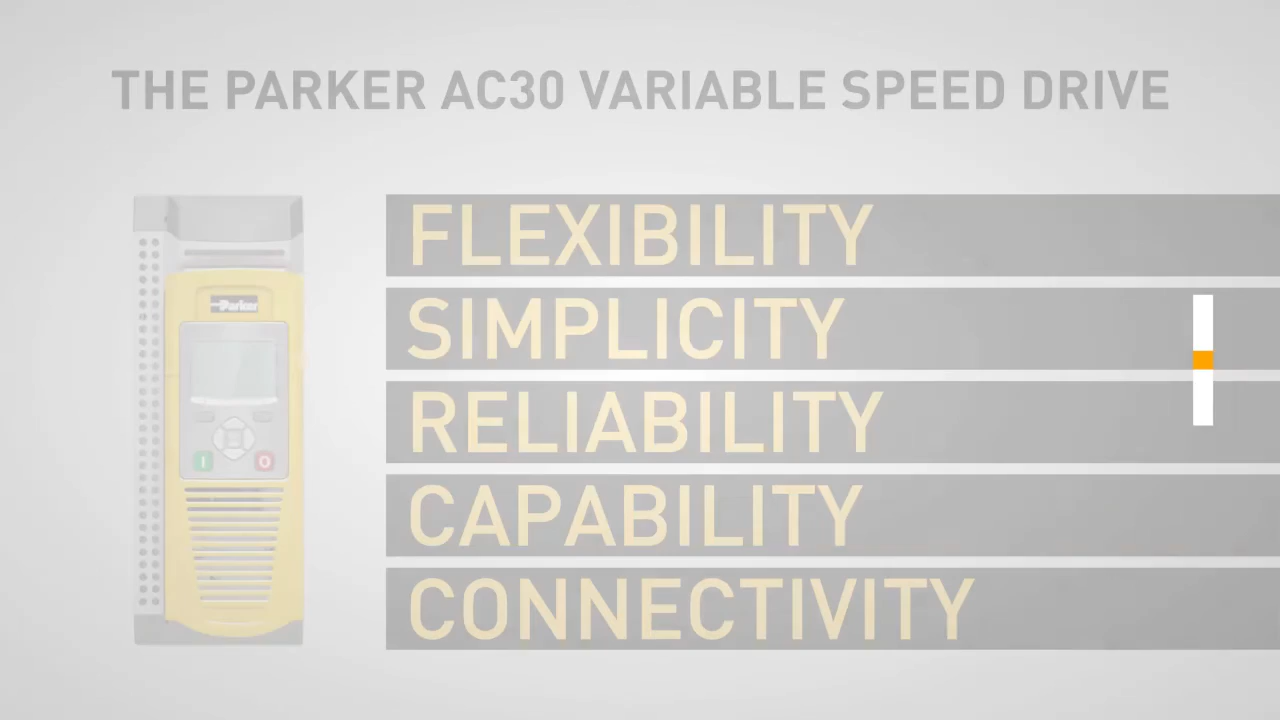 THE PARKER AC30 VARIABLE SPEED DRIVE
Parker
FLEXIBILITY
SIMPLICITY
RELIABILITY
CAPABILITY
CONNECTIVITY
I
O